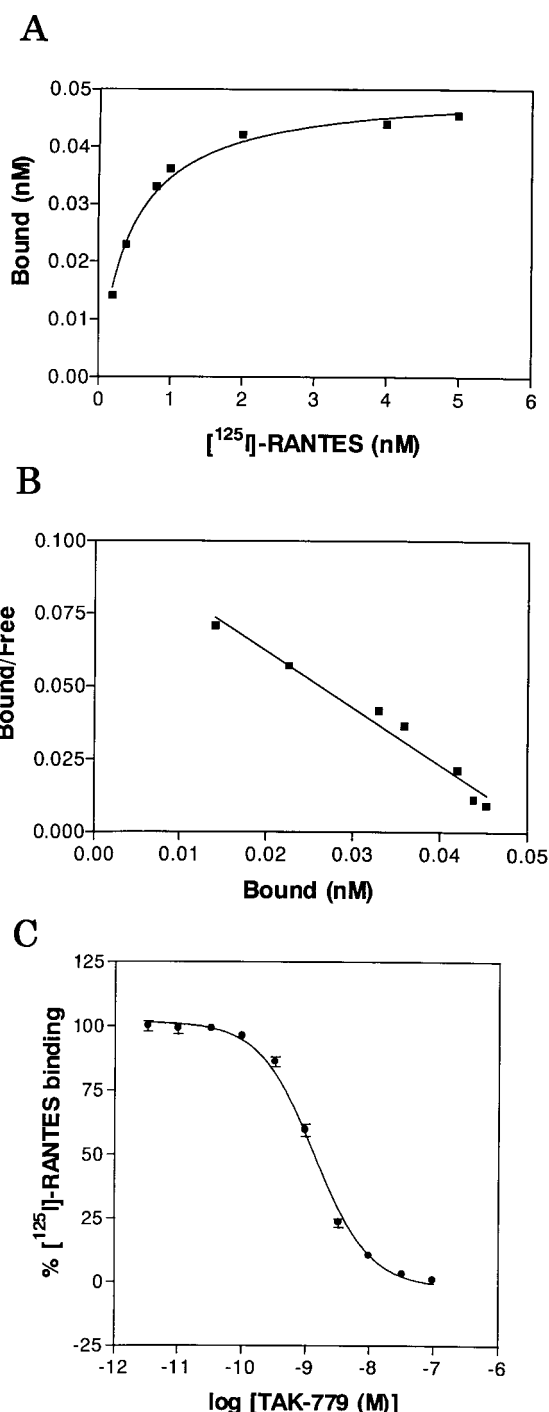 A
0.05
0.04
0.03
0.02
0.01
0.00
Bound (nM)
0 1 2 3 4 5 6
[¹²⁵I]-RANTES (nM)
B
0.100
0.075
0.050
0.025
0.000
Bound/Free
0.00 0.01 0.02 0.03 0.04 0.05
Bound (nM)
C
125
100
75
50
25
0
-25
% [¹²⁵I]-RANTES binding
-12 -11 -10 -9 -8 -7 -6
log [TAK-779 (M)]